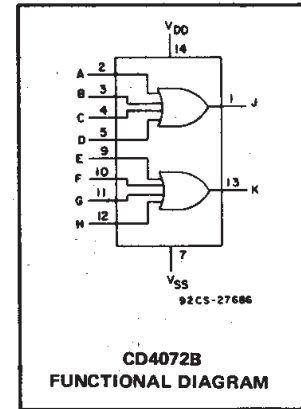 VDD
14
A 2
B 3
C 4
D 5
1 J
E 9
F 10
G 11
H 12
13 K
7
VSS
92CS-27686
CD4072B
FUNCTIONAL DIAGRAM